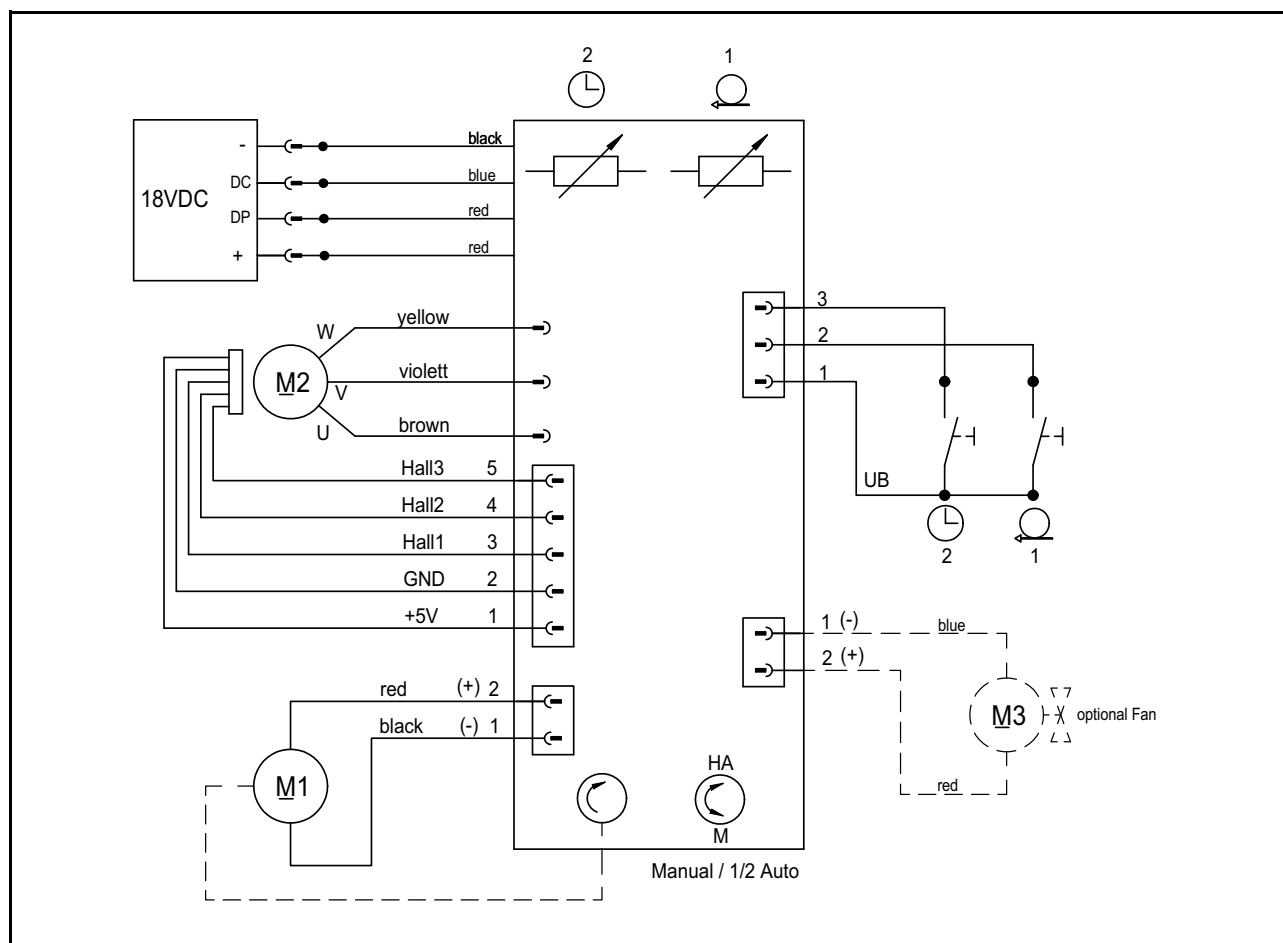 2
1
18VDC
-
black
DC
blue
DP
red
+
red
W
yellow
M2
V
violett
U
brown
Hall3 5
Hall2 4
Hall1 3
GND 2
+5V 1
3
2
1
UB
2
1
1 (-) blue
2 (+)
M3
optional Fan
red
red (+) 2
black (-) 1
M1
HA
M
Manual / 1/2 Auto